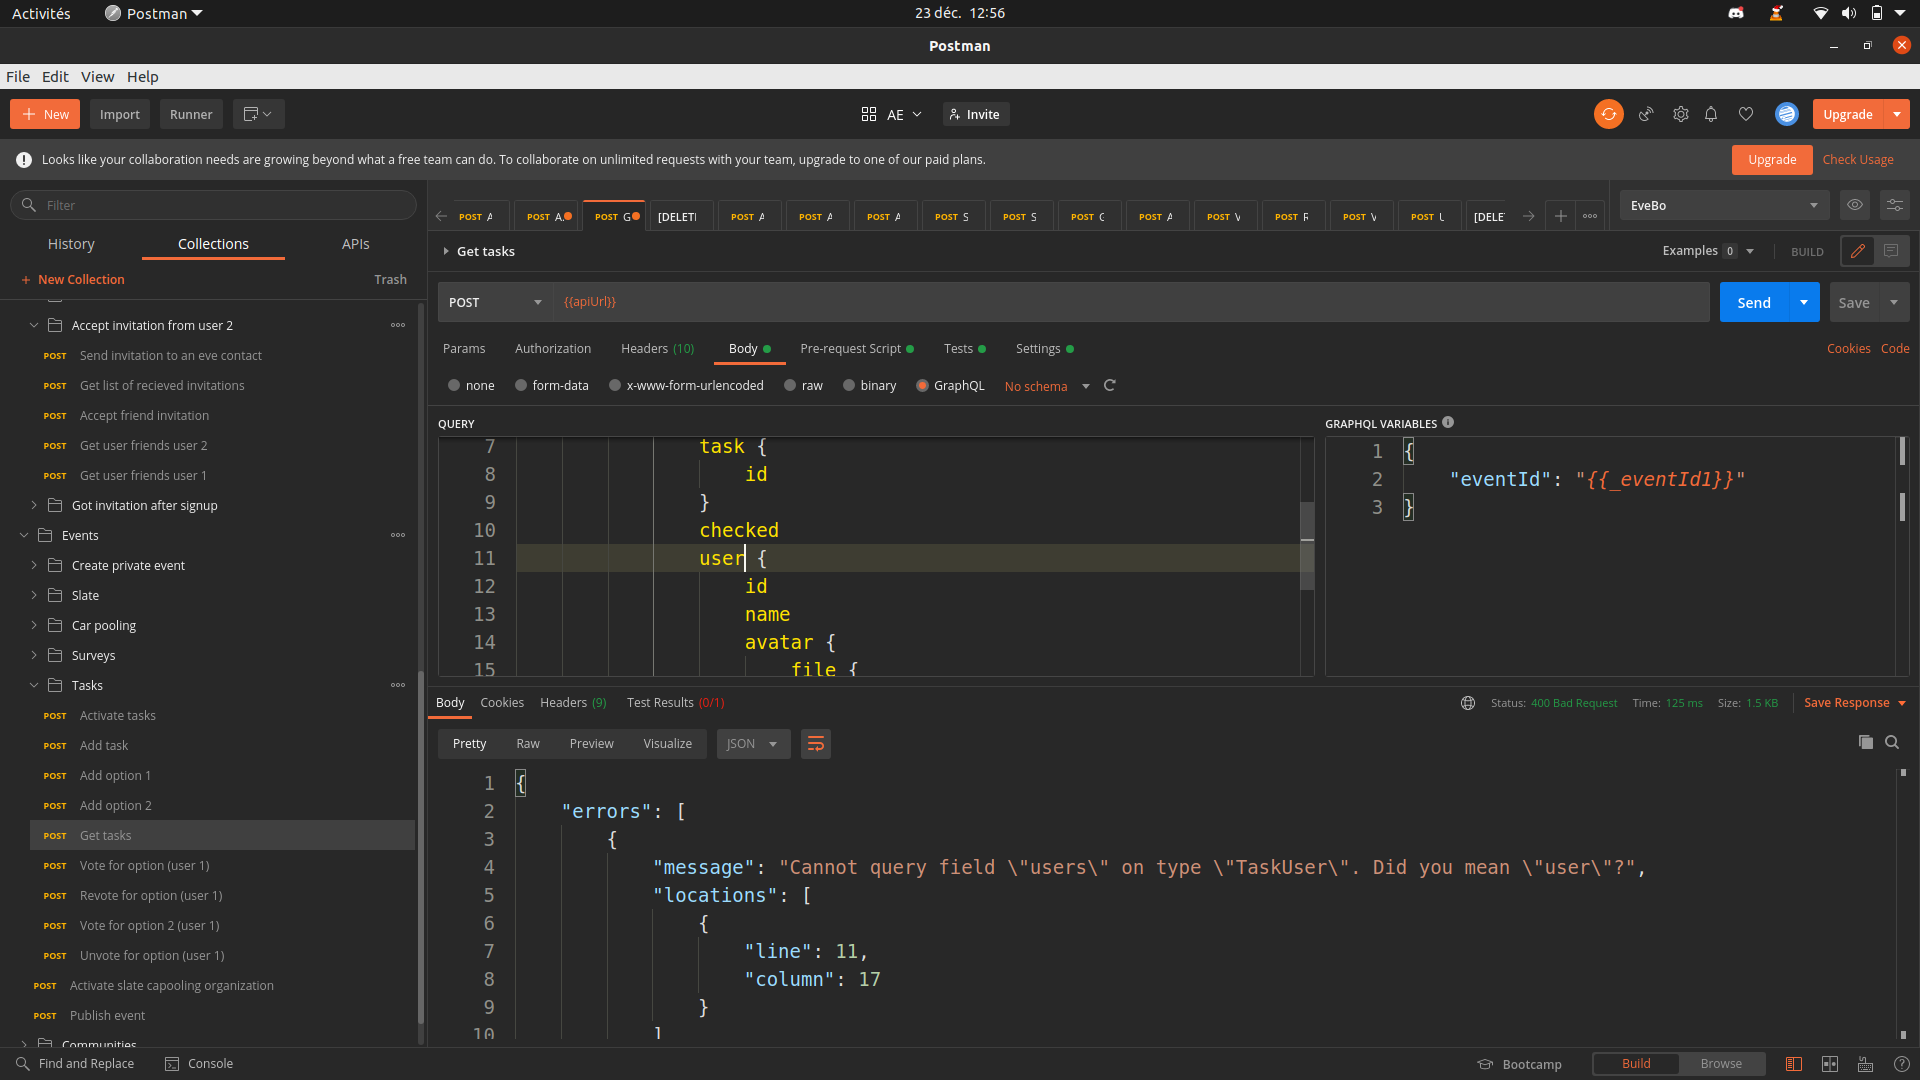 Activités
Postman
23 déc. 12:56
Postman
File Edit View Help
New
Import
Runner
AE
Invite
Upgrade
Looks like your collaboration needs are growing beyond what a free team can do. To collaborate on unlimited requests with your team, upgrade to one of our paid plans.
Upgrade
Check Usage
Filter
History
Collections
APIs
New Collection
Trash
Accept invitation from user 2
POST Send invitation to an eve contact
POST Get list of recieved invitations
POST Accept friend invitation
POST Get user friends user 2
POST Get user friends user 1
Got invitation after signup
Events
Create private event
Slate
Car pooling
Surveys
Tasks
POST Activate tasks
POST Add task
POST Add option 1
POST Add option 2
POST Get tasks
POST Vote for option (user 1)
POST Revote for option (user 1)
POST Vote for option 2 (user 1)
POST Unvote for option (user 1)
POST Activate slate capooling organization
POST Publish event
Communities
POST A
POST A
POST G
[DELETI
POST A
POST A
POST A
POST S
POST S
POST C
POST A
POST V
POST R
POST V
POST U
[DELE
EveBo
Get tasks
Examples 0
BUILD
POST
{{apiUrl}}
Send
Save
Params
Authorization
Headers (10)
Body
Pre-request Script
Tests
Settings
Cookies
Code
none
form-data
x-www-form-urlencoded
raw
binary
GraphQL
No schema
QUERY
7 task {
8 id
9 }
10 checked
11 user {
12 id
13 name
14 avatar {
15 file {
GRAPHQL VARIABLES
1 {
2 "eventId": "{{_eventId1}}"
3 }
Body
Cookies
Headers (9)
Test Results (0/1)
Status: 400 Bad Request
Time: 125 ms
Size: 1.5 KB
Save Response
Pretty
Raw
Preview
Visualize
JSON
1 {
2 "errors": [
3 {
4 "message": "Cannot query field \"users\" on type \"TaskUser\". Did you mean \"user\"?",
5 "locations": [
6 {
7 "line": 11,
8 "column": 17
9 }
10 ]
Find and Replace
Console
Bootcamp
Build
Browse